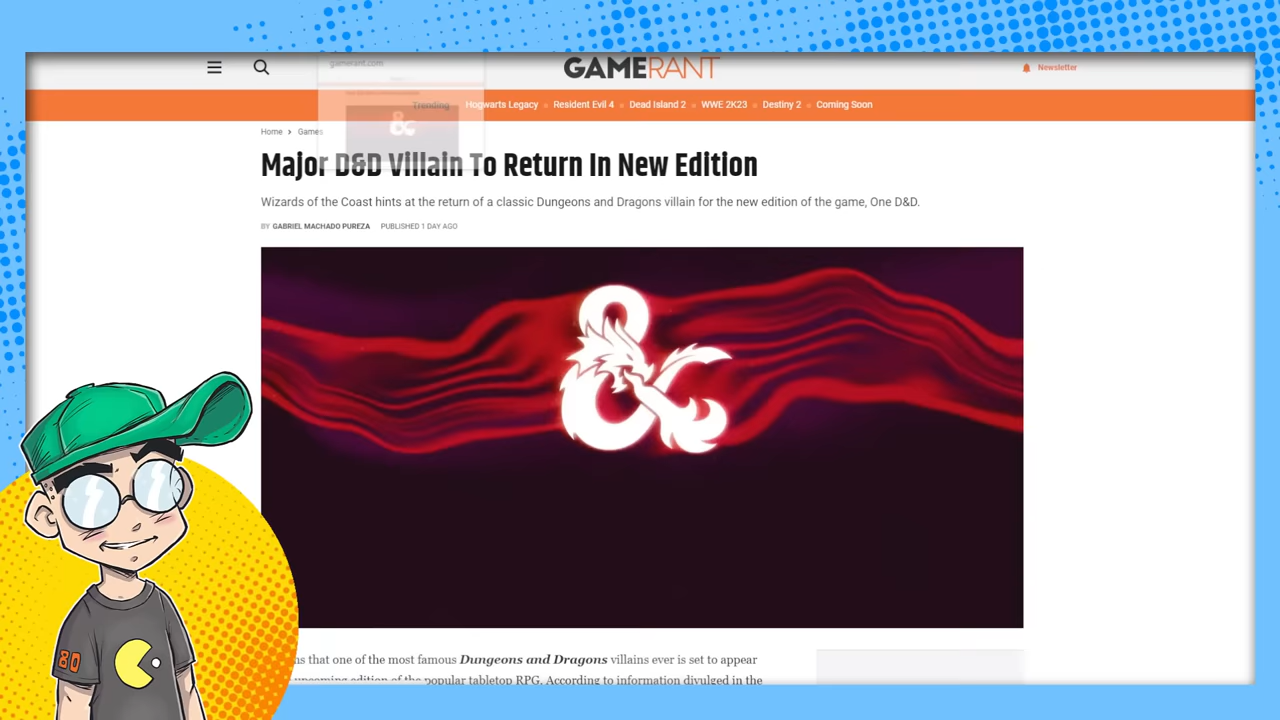 gamerant.com
GAMERANT
Newsletter
Trending Hogwarts Legacy Resident Evil 4 Dead Island 2 WWE 2K23 Destiny 2 Coming Soon
Home > Games
Major D&D Villain To Return In New Edition
Wizards of the Coast hints at the return of a classic Dungeons and Dragons villain for the new edition of the game, One D&D.
BY GABRIEL MACHADO PUREZA PUBLISHED 1 DAY AGO
&
that one of the most famous Dungeons and Dragons villains ever is set to appear
upcoming edition of the popular tabletop RPG. According to information divulged in the
80